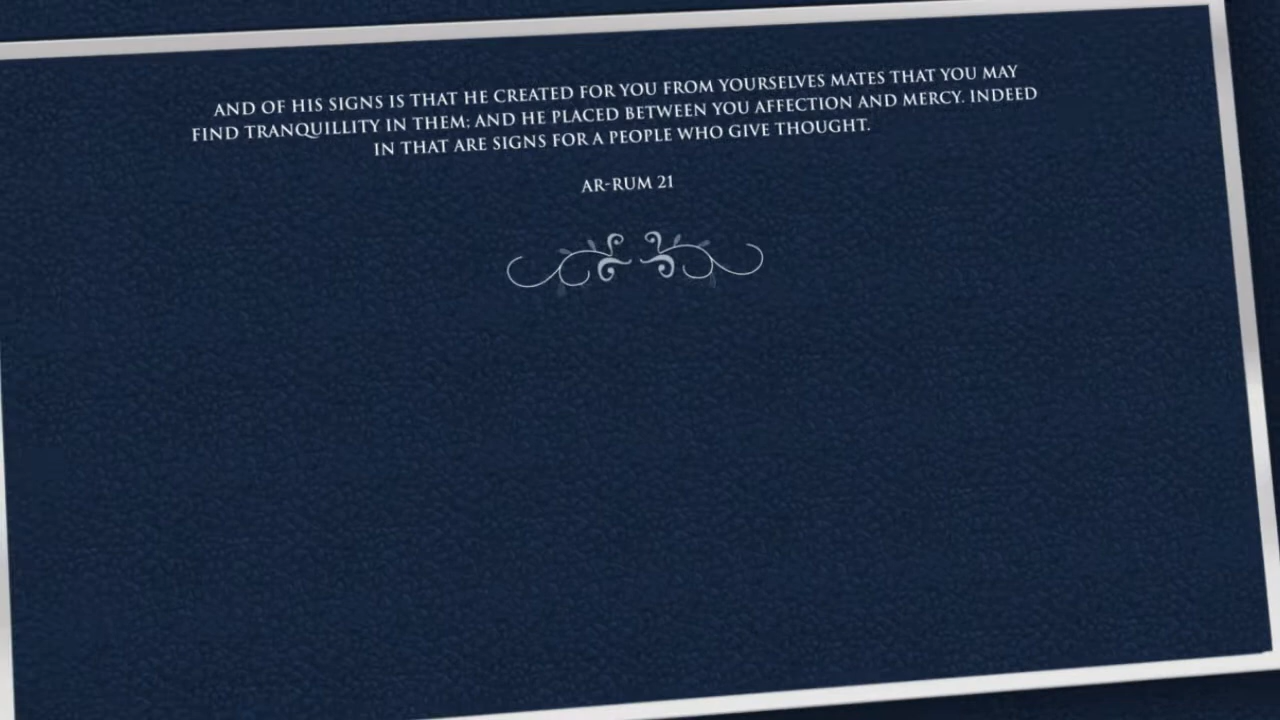 AND OF HIS SIGNS IS THAT HE CREATED FOR YOU FROM YOURSELVES MATES THAT YOU MAY
FIND TRANQUILLITY IN THEM; AND HE PLACED BETWEEN YOU AFFECTION AND MERCY. INDEED
IN THAT ARE SIGNS FOR A PEOPLE WHO GIVE THOUGHT.
AR-RUM 21